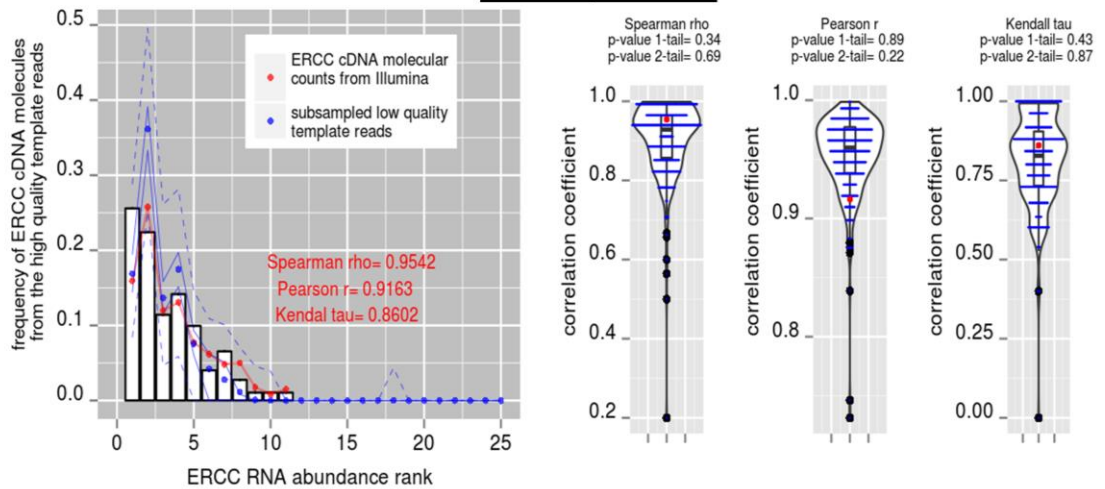 frequency of ERCC cDNA molecules
from the high quality template reads
0.5
0.4
0.3
0.2
0.1
0.0
ERCC cDNA molecular
counts from Illumina
subsampled low quality
template reads
Spearman rho= 0.9542
Pearson r= 0.9163
Kendal tau= 0.8602
0 5 10 15 20 25
ERCC RNA abundance rank
Spearman rho
p-value 1-tail= 0.34
p-value 2-tail= 0.69
correlation coefficient
1.0
0.8
0.6
0.4
0.2
Pearson r
p-value 1-tail= 0.89
p-value 2-tail= 0.22
correlation coefficient
1.0
0.9
0.8
Kendall tau
p-value 1-tail= 0.43
p-value 2-tail= 0.87
correlation coefficient
1.00
0.75
0.50
0.25
0.00